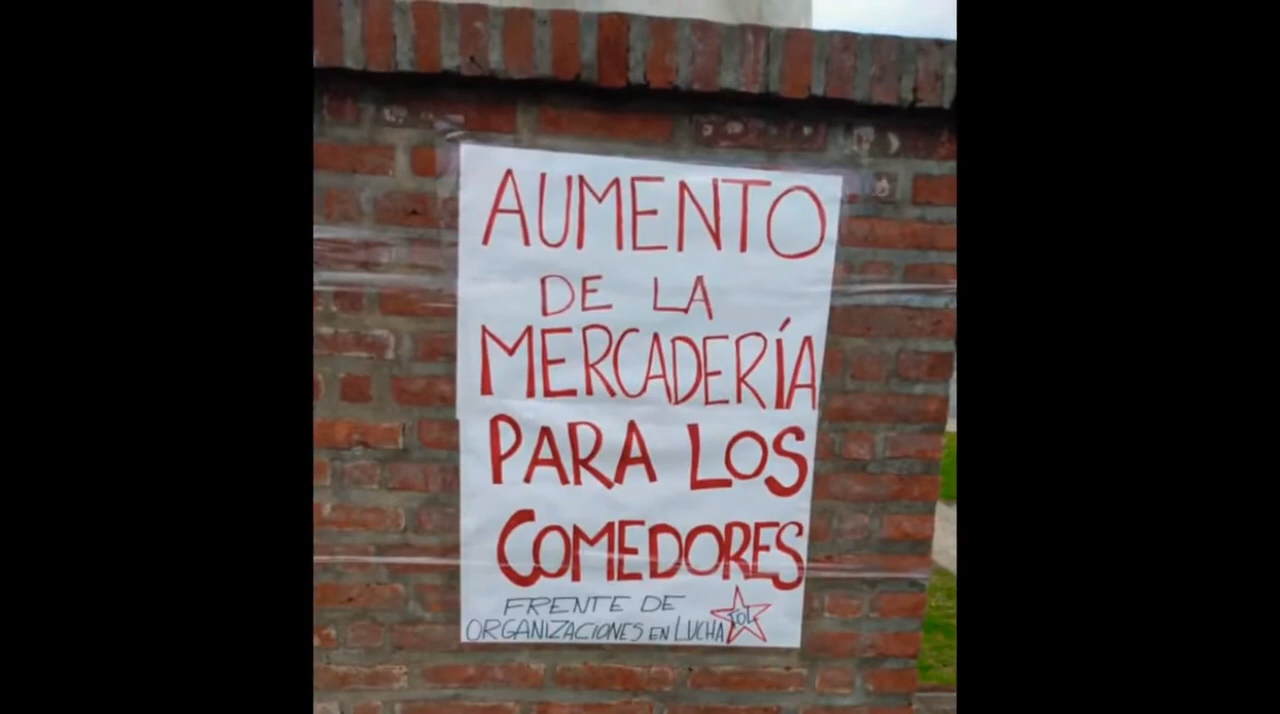 AUMENTO
DE LA
MERCADERÍA
PARA LOS
COMEDORES
FRENTE DE
ORGANIZACIONES EN LUCHA
FOL